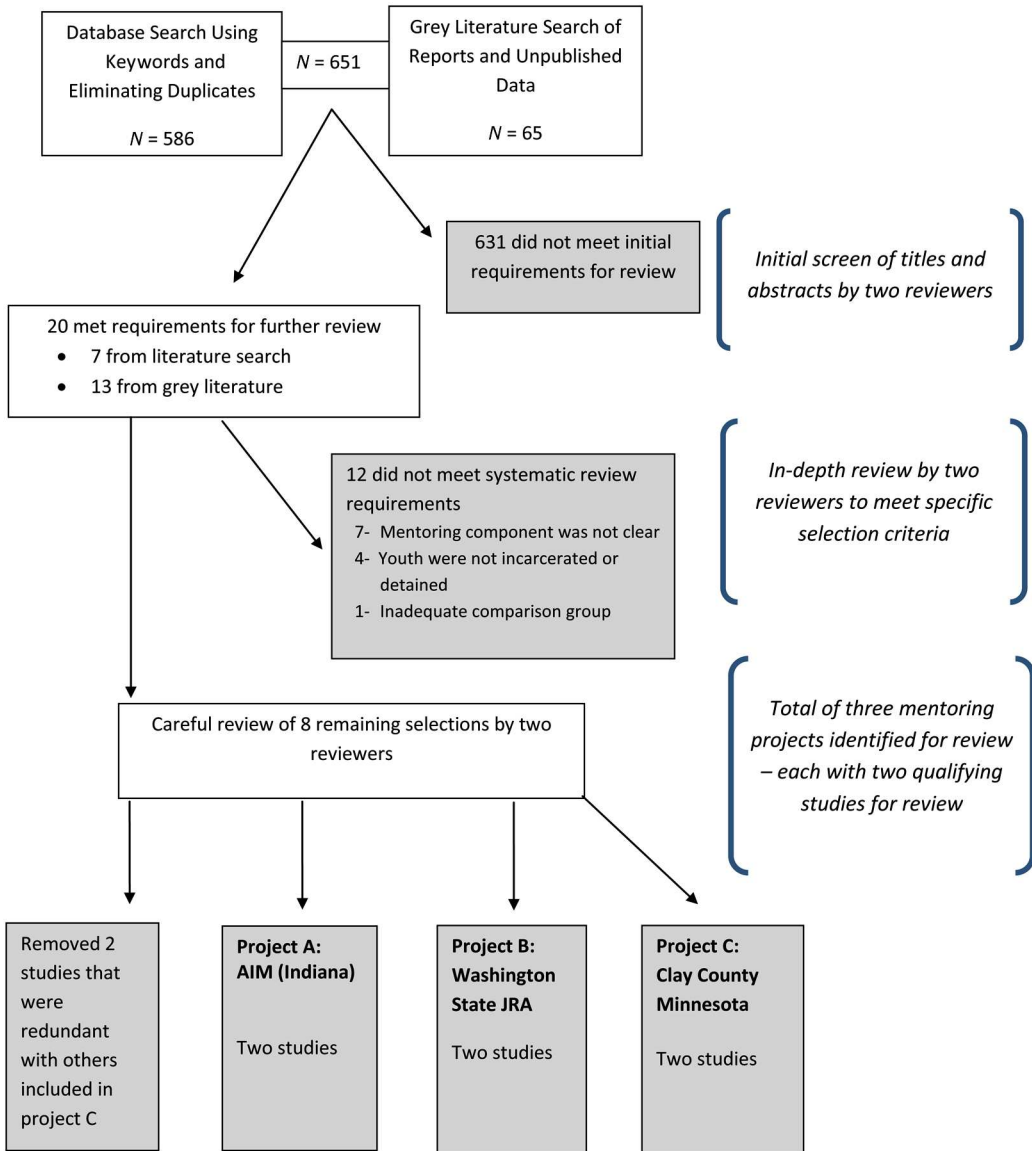 Database Search Using
Keywords and
Eliminating Duplicates
N = 586
N = 651
Grey Literature Search of
Reports and Unpublished
Data
N = 65
631 did not meet initial
requirements for review
Initial screen of titles and
abstracts by two reviewers
20 met requirements for further review
• 7 from literature search
• 13 from grey literature
12 did not meet systematic review
requirements
7- Mentoring component was not clear
4- Youth were not incarcerated or
detained
1- Inadequate comparison group
In-depth review by two
reviewers to meet specific
selection criteria
Careful review of 8 remaining selections by two
reviewers
Total of three mentoring
projects identified for review
– each with two qualifying
studies for review
Removed 2
studies that
were
redundant
with others
included in
project C
Project A:
AIM (Indiana)
Two studies
Project B:
Washington
State JRA
Two studies
Project C:
Clay County
Minnesota
Two studies